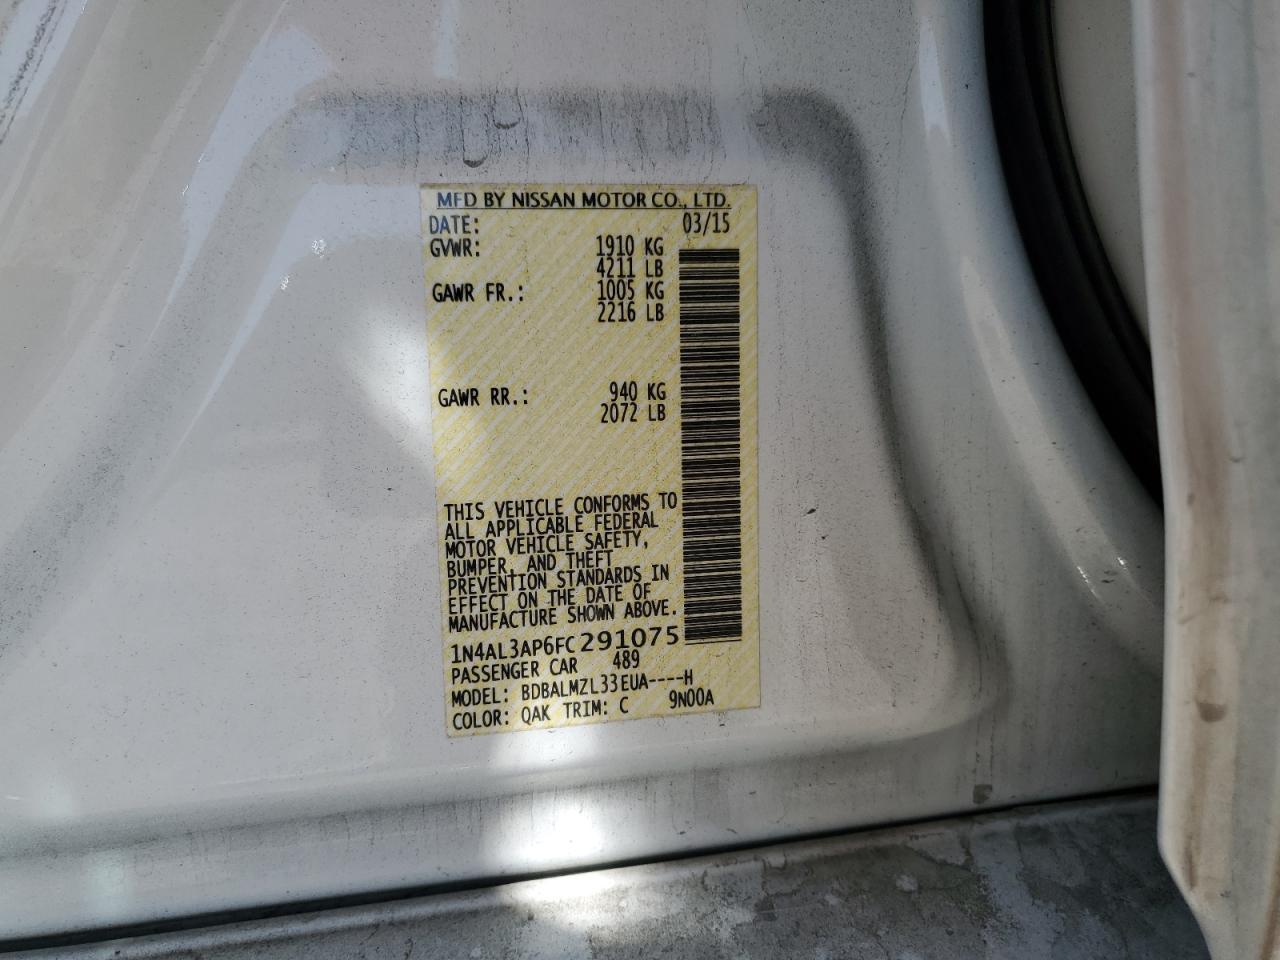 MFD BY NISSAN MOTOR CO., LTD.
DATE: 03/15
GVWR: 1910 KG
4211 LB
GAWR FR.: 1005 KG
2216 LB
GAWR RR.: 940 KG
2072 LB
THIS VEHICLE CONFORMS TO
ALL APPLICABLE FEDERAL
MOTOR VEHICLE SAFETY,
BUMPER, AND THEFT
PREVENTION STANDARDS IN
EFFECT ON THE DATE OF
MANUFACTURE SHOWN ABOVE.
1N4AL3AP6FC291075
PASSENGER CAR 489
MODEL: BDBALMZL33EUA----H
COLOR: QAK TRIM: C 9N00A